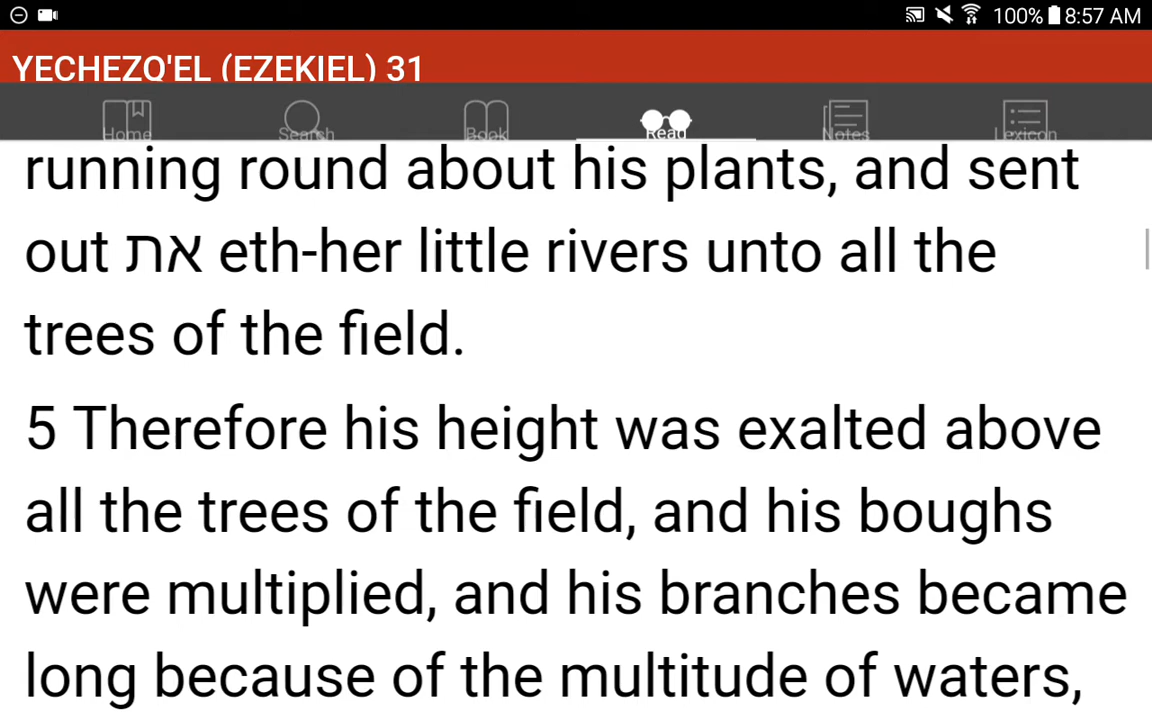 100% 8:57 AM
YECHEZQ'EL (EZEKIEL) 31
Home Search Book Read Notes Lexicon
running round about his plants, and sent
out את eth-her little rivers unto all the
trees of the field.
5 Therefore his height was exalted above
all the trees of the field, and his boughs
were multiplied, and his branches became
long because of the multitude of waters,